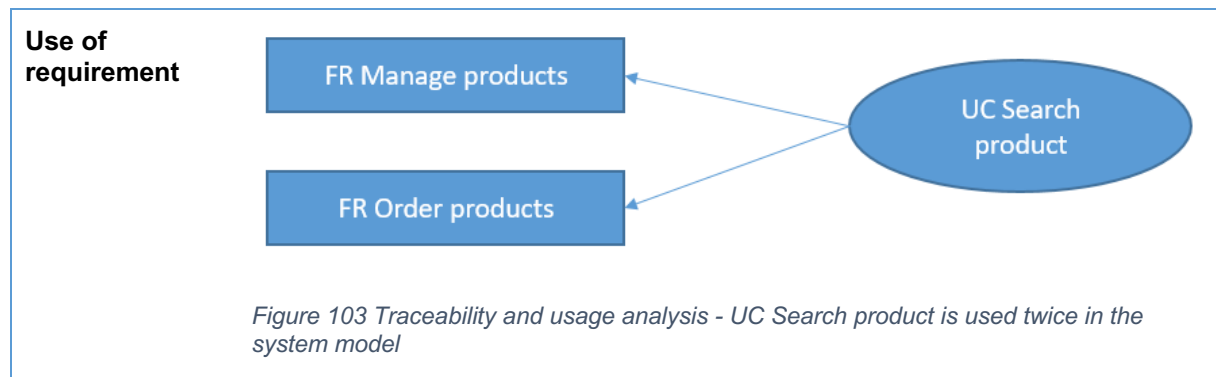 Use of
requirement
FR Manage products
UC Search
product
FR Order products
Figure 103 Traceability and usage analysis - UC Search product is used twice in the
system model